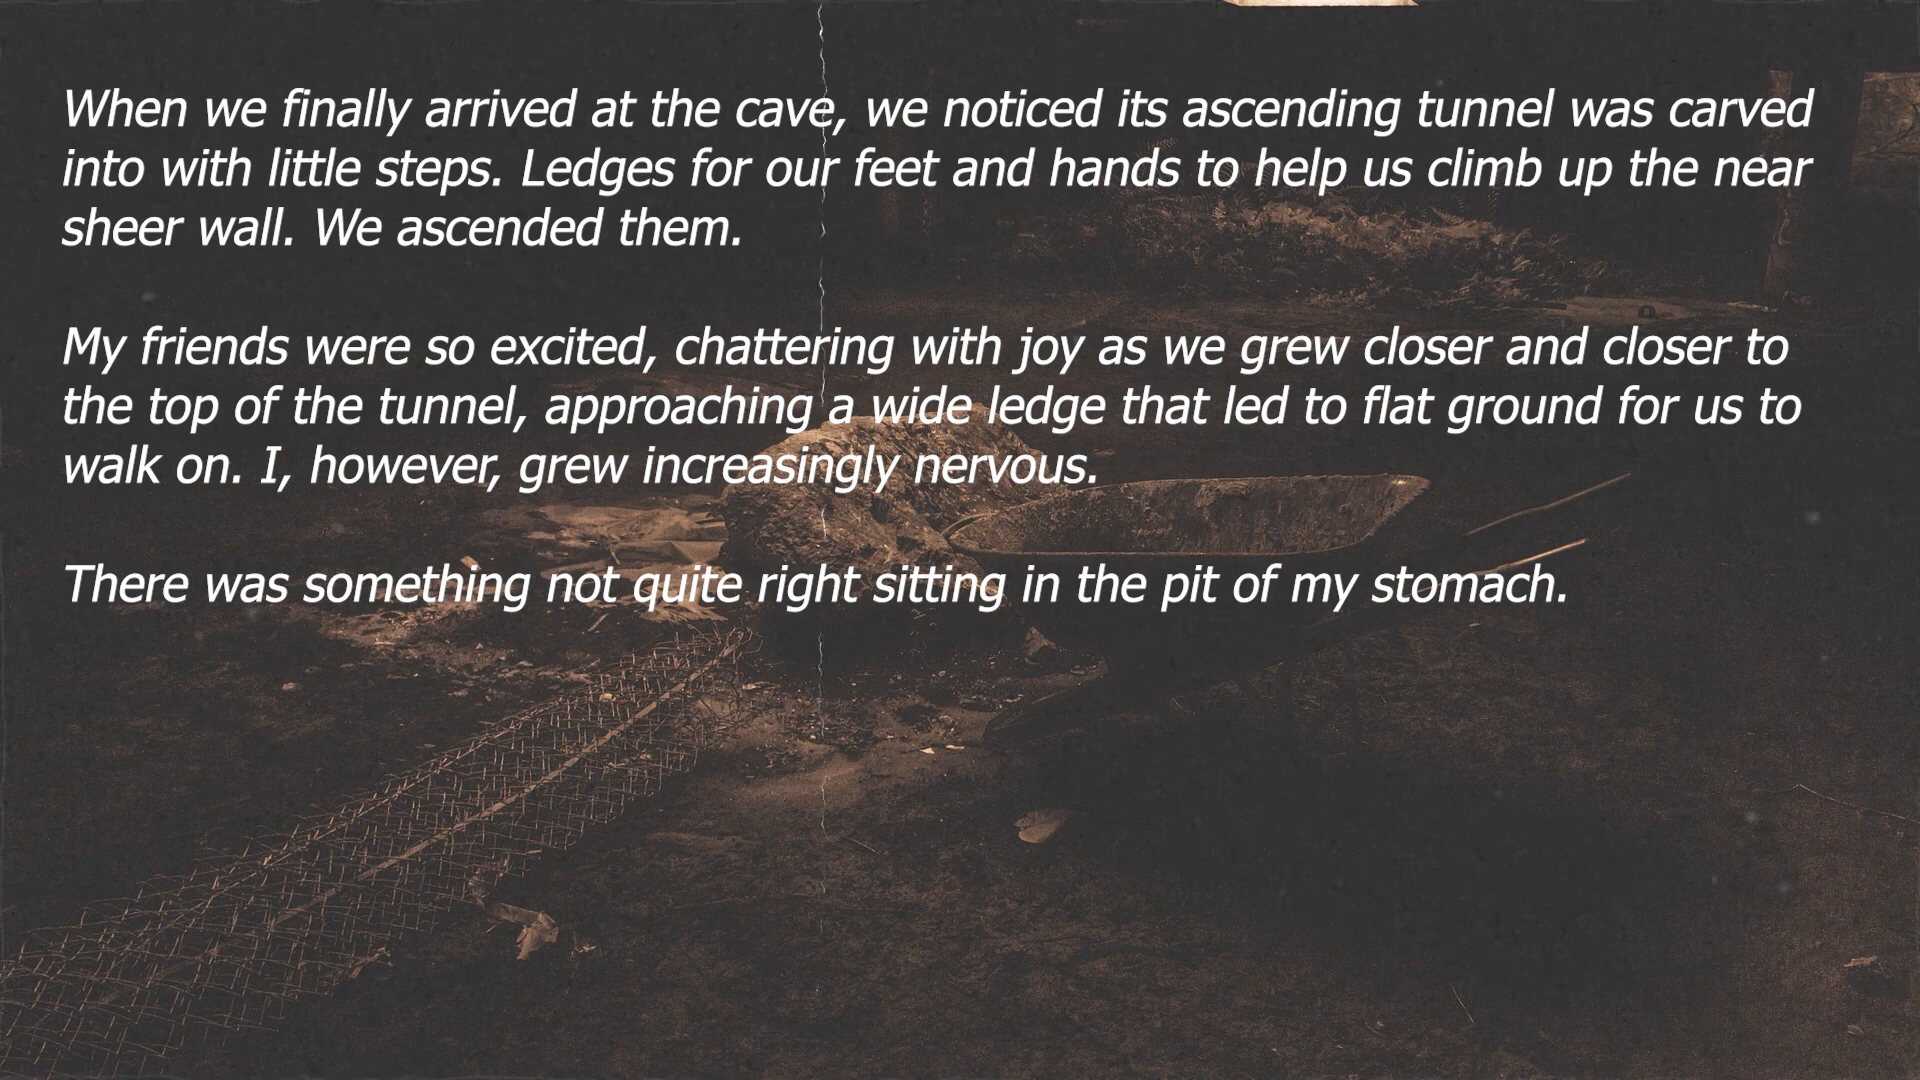 When we finally arrived at the cave, we noticed its ascending tunnel was carved
into with little steps. Ledges for our feet and hands to help us climb up the near
sheer wall. We ascended them.
My friends were so excited, chattering with joy as we grew closer and closer to
the top of the tunnel, approaching a wide ledge that led to flat ground for us to
walk on. I, however, grew increasingly nervous.
There was something not quite right sitting in the pit of my stomach.